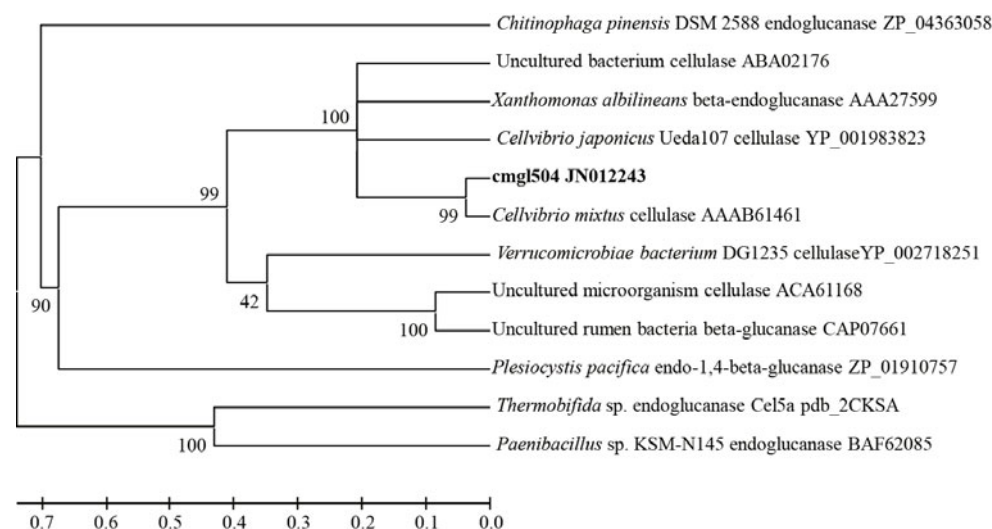 Chitinophaga pinensis DSM 2588 endoglucanase ZP_04363058
Uncultured bacterium cellulase ABA02176
Xanthomonas albilineans beta-endoglucanase AAA27599
100
Cellvibrio japonicus Ueda107 cellulase YP_001983823
cmgl504 JN012243
99
99
Cellvibrio mixtus cellulase AAAB61461
Verrucomicrobiae bacterium DG1235 cellulaseYP_002718251
Uncultured microorganism cellulase ACA61168
90
42
100
Uncultured rumen bacteria beta-glucanase CAP07661
Plesiocystis pacifica endo-1,4-beta-glucanase ZP_01910757
Thermobifida sp. endoglucanase Cel5a pdb_2CKSA
100
Paenibacillus sp. KSM-N145 endoglucanase BAF62085
0.7 0.6 0.5 0.4 0.3 0.2 0.1 0.0